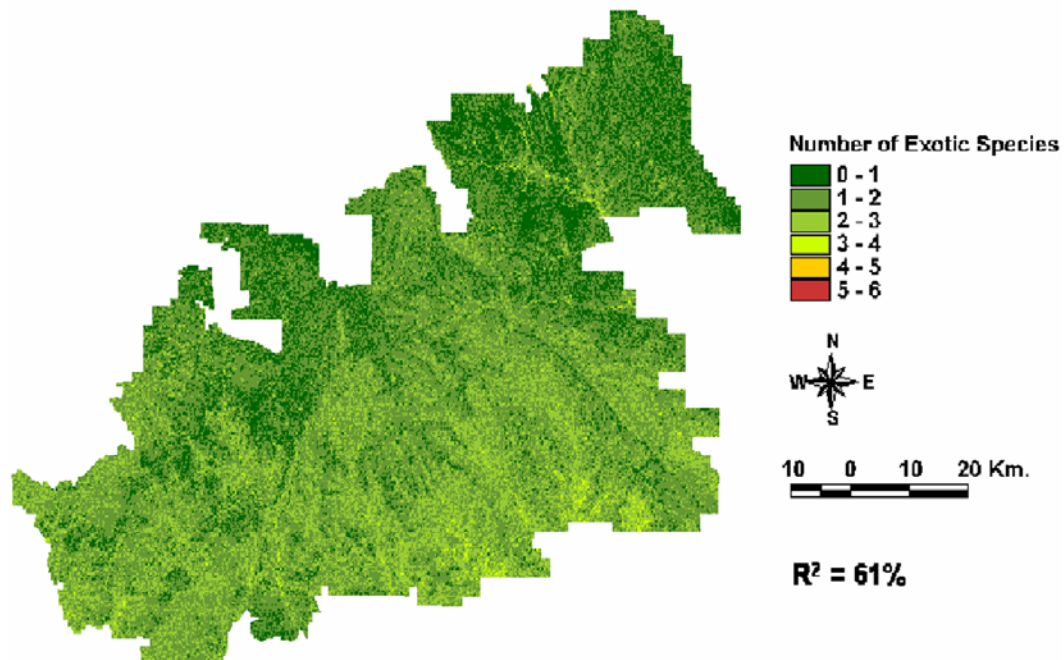 Number of Exotic Species
0 - 1
1 - 2
2 - 3
3 - 4
4 - 5
5 - 6
N
W E
S
10 0 10 20 Km.
R² = 61%